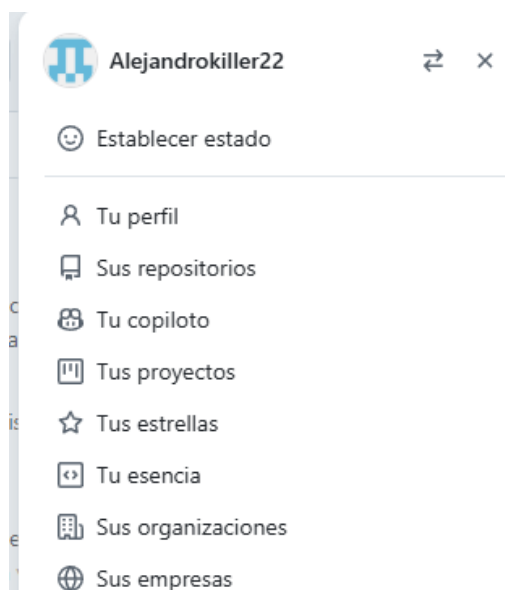 Alejandrokiller22
Establecer estado
Tu perfil
Sus repositorios
Tu copiloto
Tus proyectos
Tus estrellas
Tu esencia
Sus organizaciones
Sus empresas